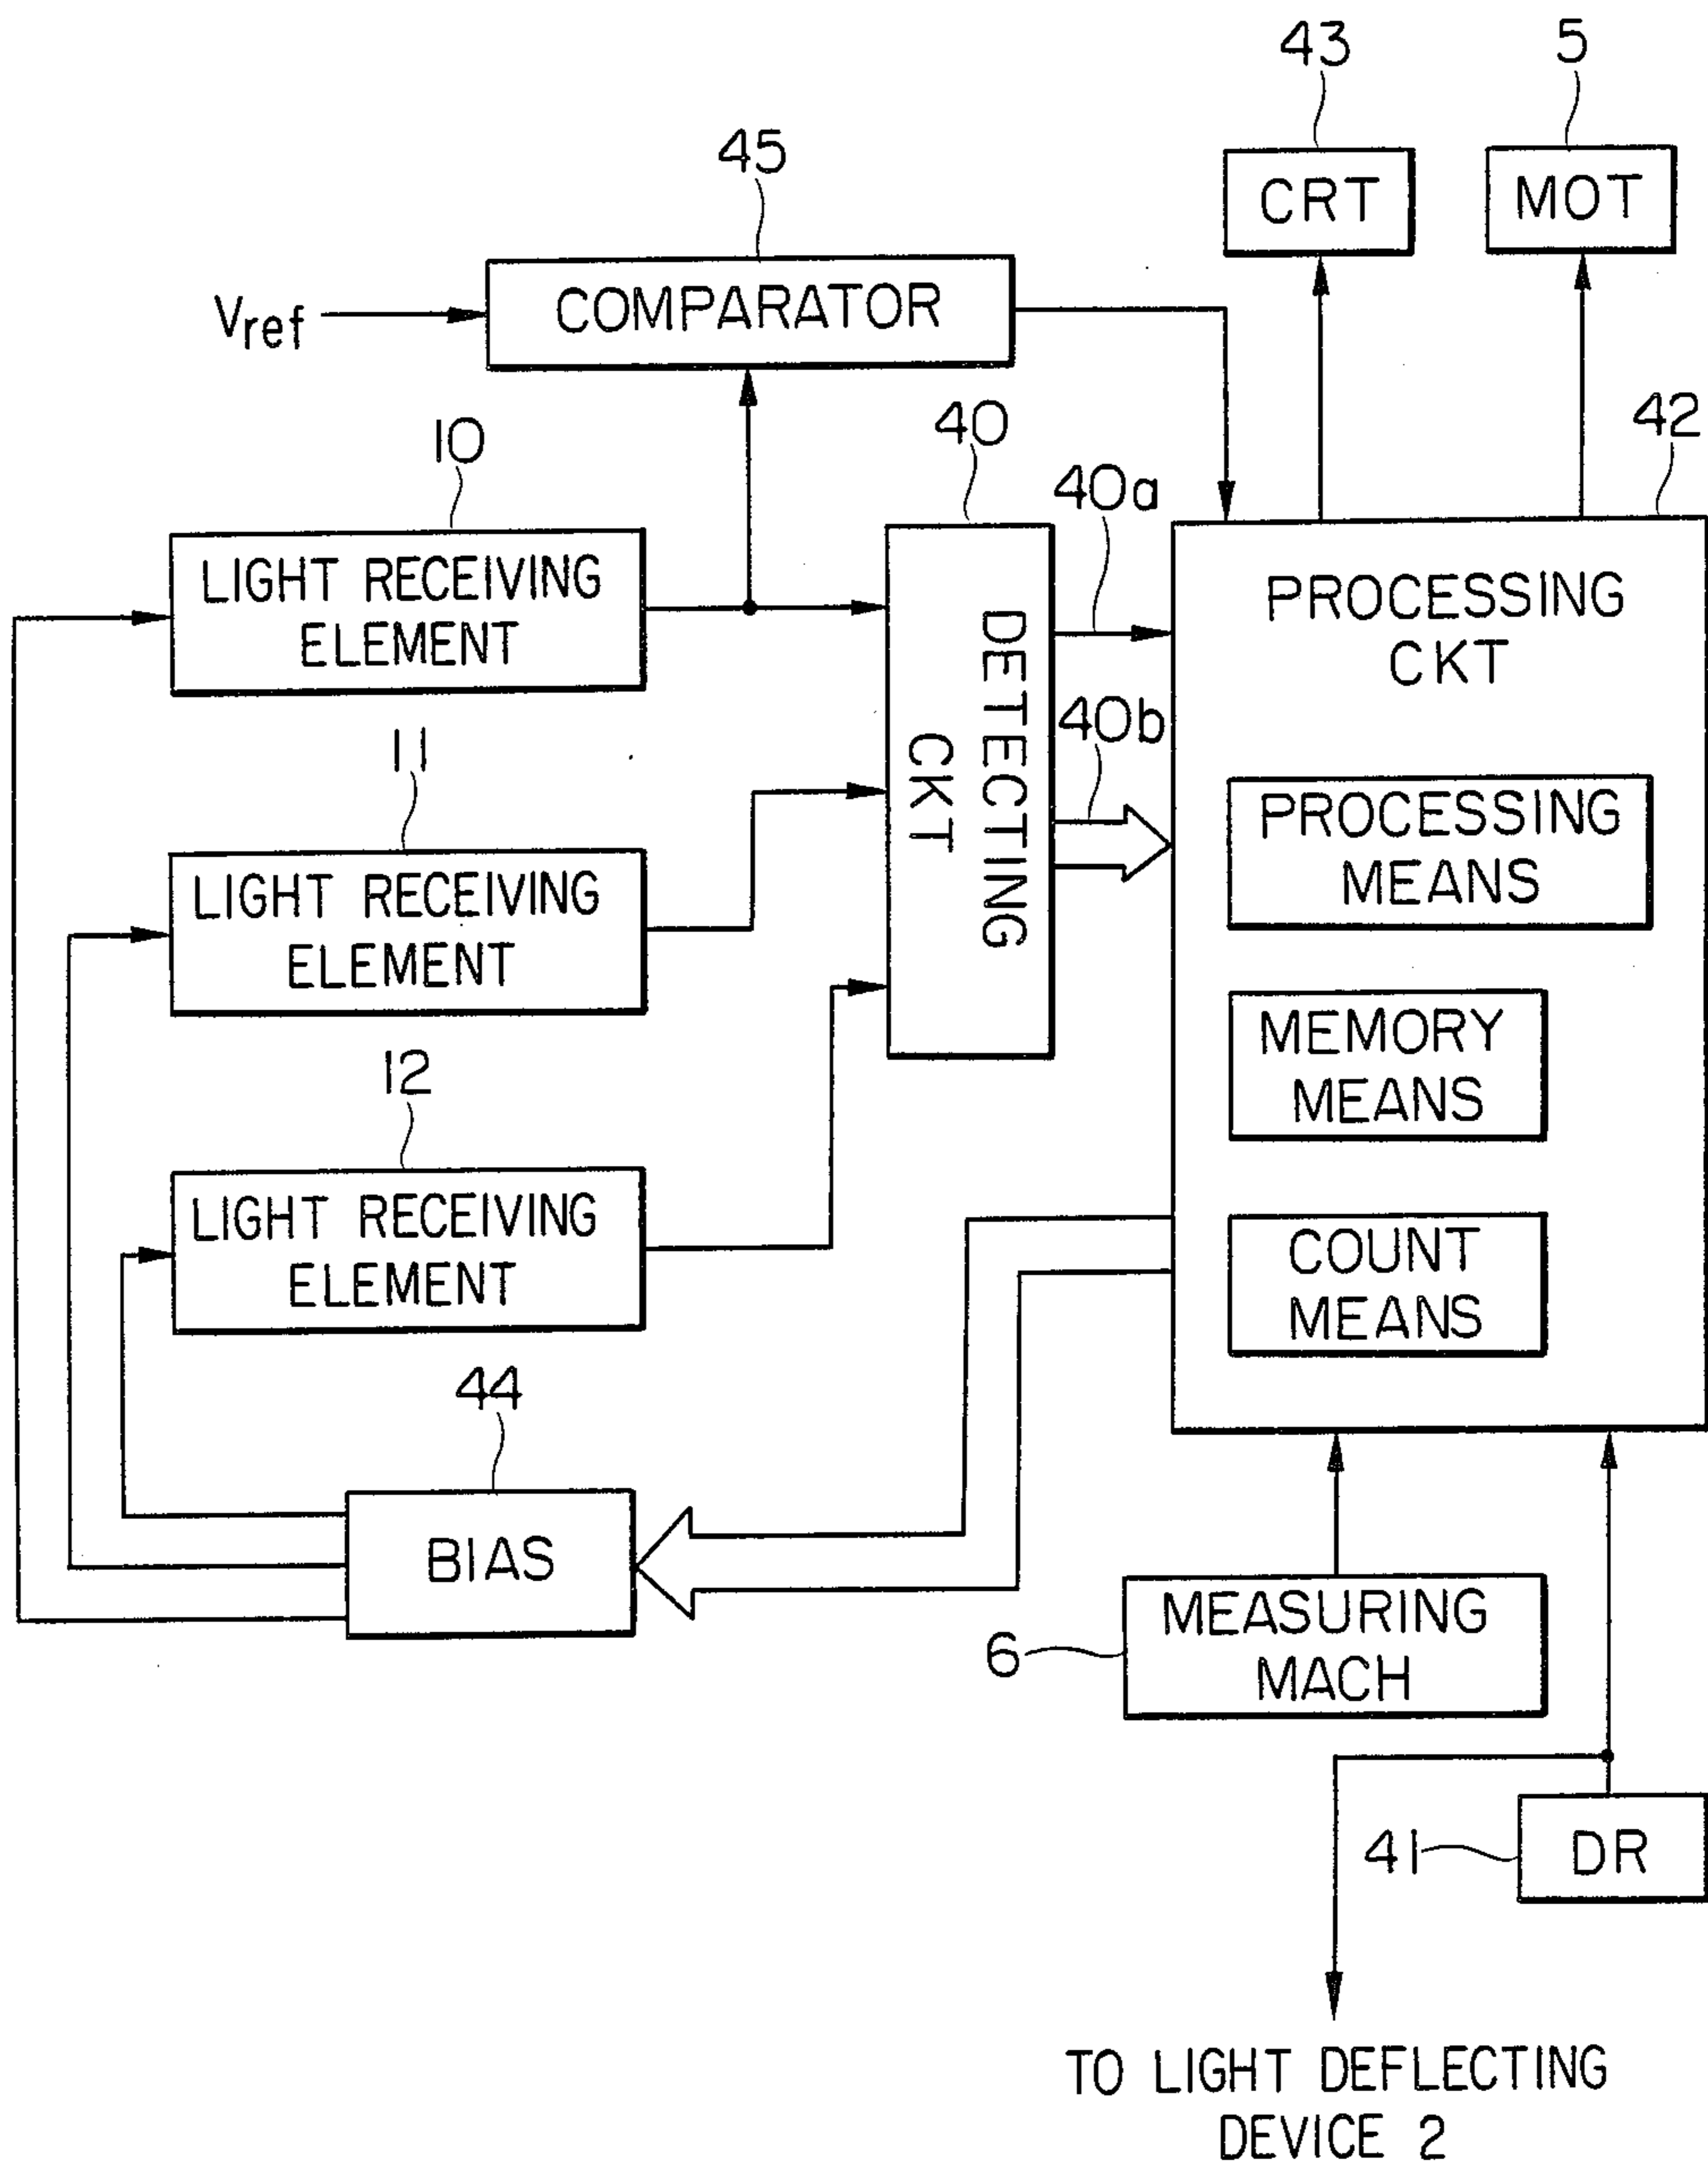 43
5
45
CRT
MOT
Vref
COMPARATOR
10
40
42
40a
LIGHT RECEIVING
ELEMENT
DETECTING
CKT
PROCESSING
CKT
11
40b
LIGHT RECEIVING
ELEMENT
PROCESSING
MEANS
MEMORY
MEANS
12
LIGHT RECEIVING
ELEMENT
COUNT
MEANS
44
BIAS
6
MEASURING
MACH
41
DR
TO LIGHT DEFLECTING
DEVICE 2